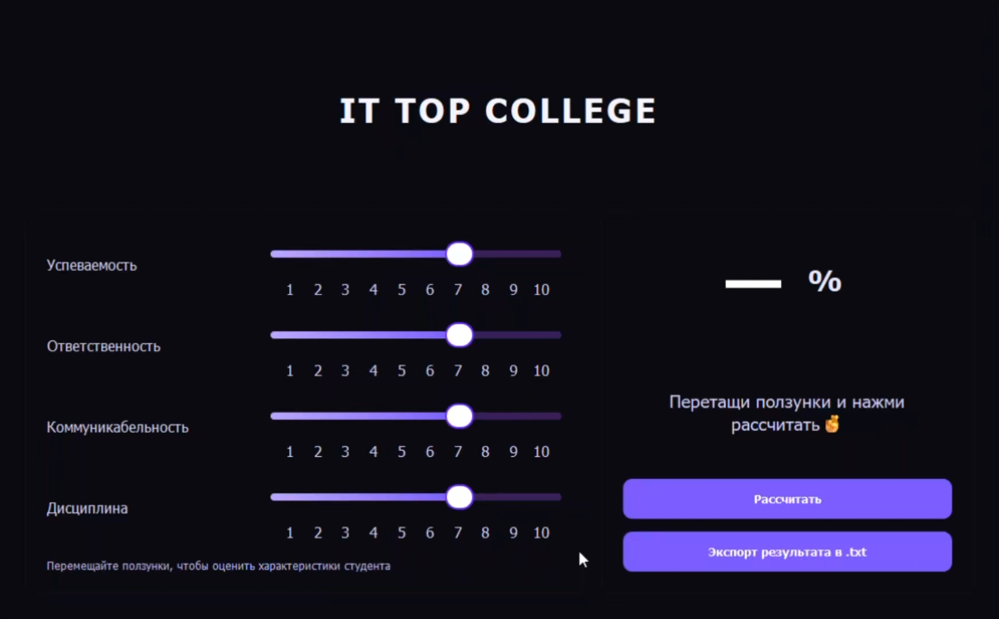 IT TOP COLLEGE
Успеваемость
1 2 3 4 5 6 7 8 9 10
Ответственность
1 2 3 4 5 6 7 8 9 10
Коммуникабельность
1 2 3 4 5 6 7 8 9 10
Дисциплина
1 2 3 4 5 6 7 8 9 10
Перемещайте ползунки, чтобы оценить характеристики студента
— %
Перетащи ползунки и нажми
рассчитать
Рассчитать
Экспорт результата в .txt